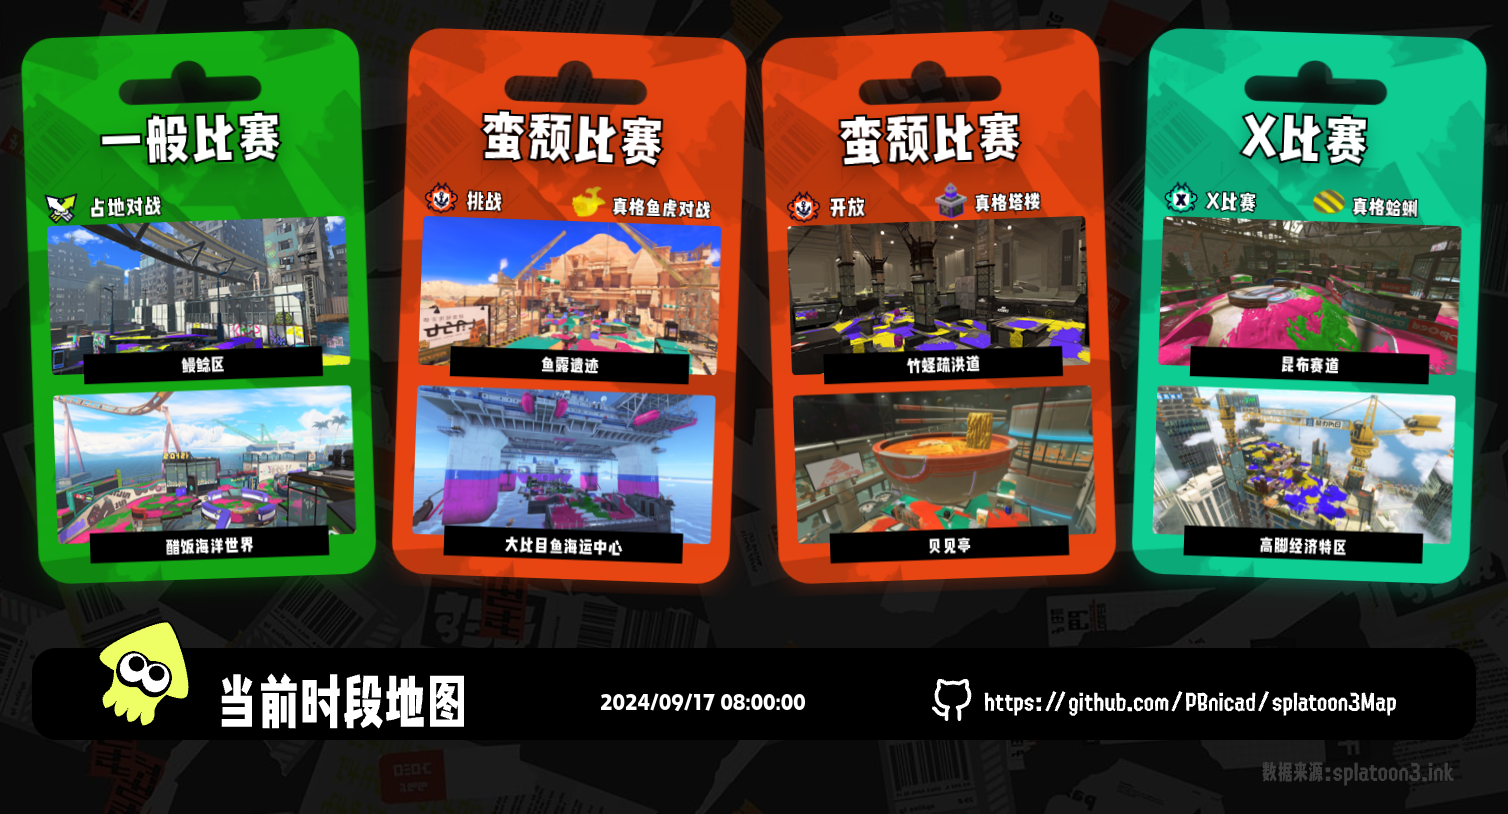 一般比赛
占地对战
鳗鲶区
醋饭海洋世界
蛮颓比赛
挑战
真格鱼虎对战
鱼露遗迹
大比目鱼海运中心
蛮颓比赛
开放
真格塔楼
竹蛏疏洪道
贝见亭
X比赛
X比赛
真格蛤蜊
昆布赛道
高脚经济特区
当前时段地图
2024/09/17 08:00:00
https://github.com/PBnicad/splatoon3Map
数据来源:splatoon3.ink